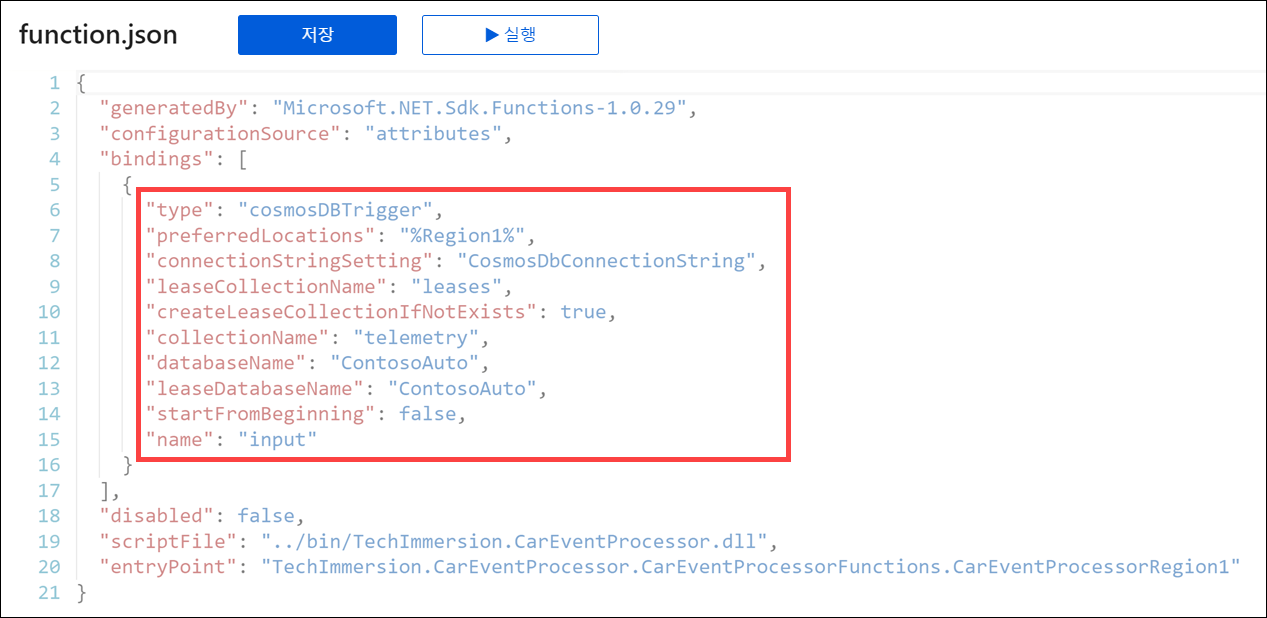 function.json
저장
▶ 실행
1 {
2 "generatedBy": "Microsoft.NET.Sdk.Functions-1.0.29",
3 "configurationSource": "attributes",
4 "bindings": [
5 {
6 "type": "cosmosDBTrigger",
7 "preferredLocations": "%Region1%",
8 "connectionStringSetting": "CosmosDbConnectionString",
9 "leaseCollectionName": "leases",
10 "createLeaseCollectionIfNotExists": true,
11 "collectionName": "telemetry",
12 "databaseName": "ContosoAuto",
13 "leaseDatabaseName": "ContosoAuto",
14 "startFromBeginning": false,
15 "name": "input"
16 }
17 ],
18 "disabled": false,
19 "scriptFile": "../bin/TechImmersion.CarEventProcessor.dll",
20 "entryPoint": "TechImmersion.CarEventProcessor.CarEventProcessorFunctions.CarEventProcessorRegion1"
21 }